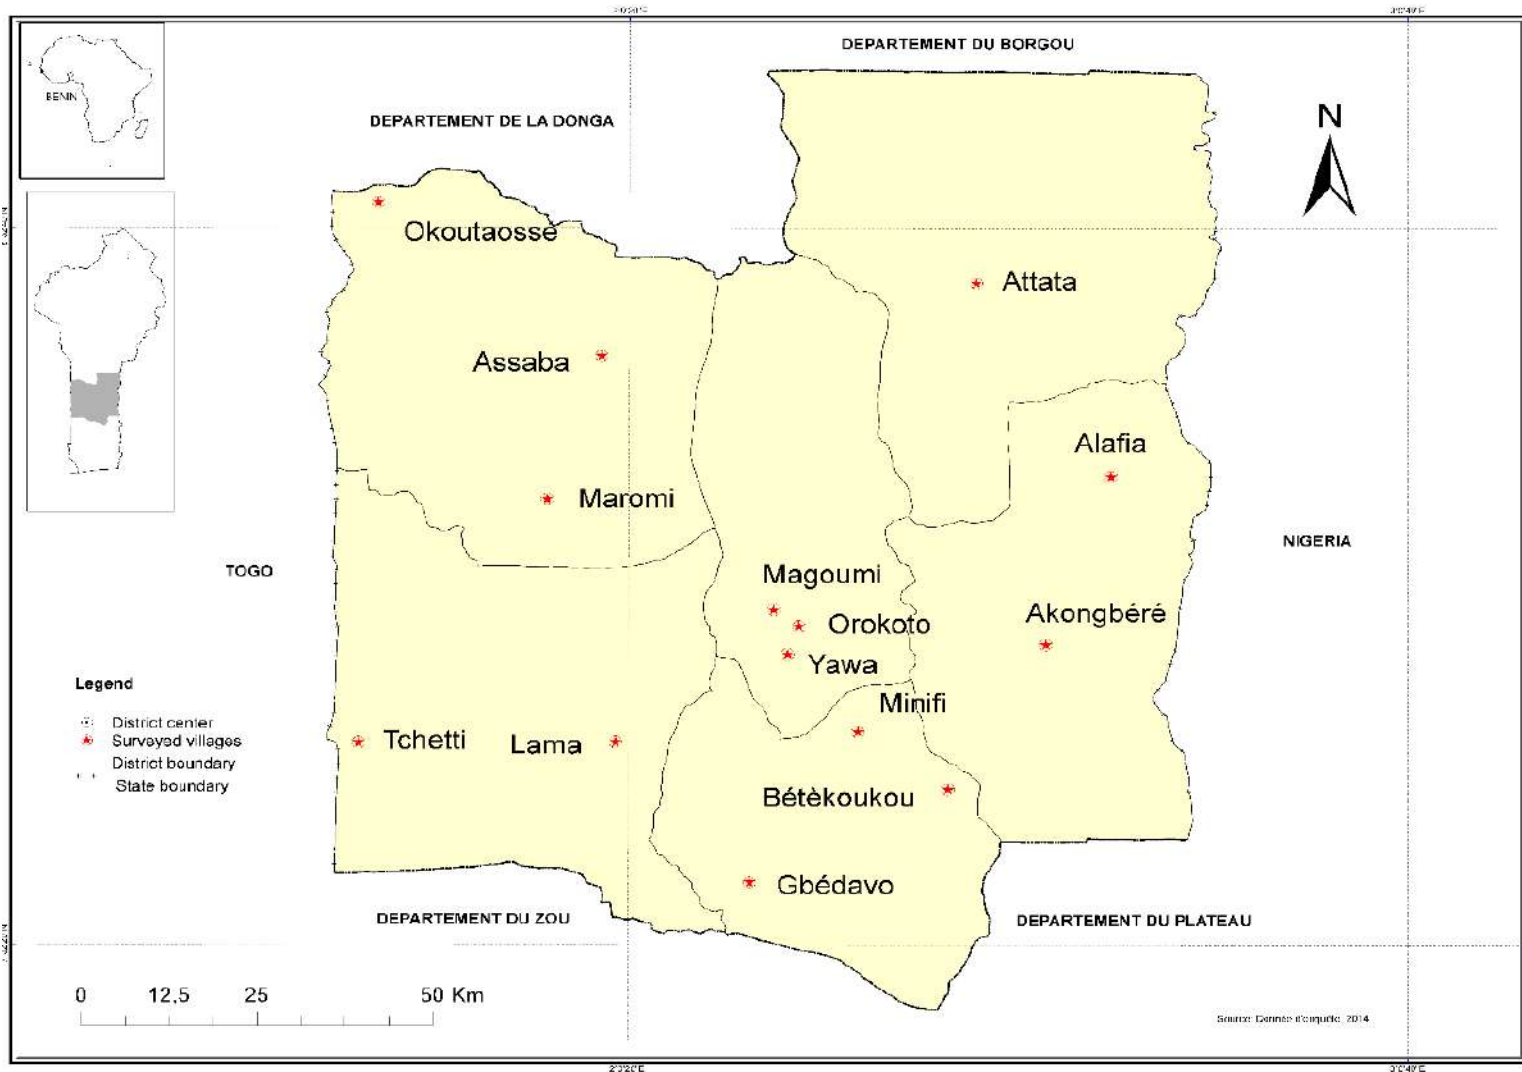 DEPARTEMENT DU BORGOU
BENIN
DEPARTEMENT DE LA DONGA
N
Okoutaosse
Attata
Assaba
Alafia
Maromi
NIGERIA
TOGO
Magoumi
Orokoto
Akongbéré
Yawa
Minifi
Legend
District center
Surveyed villages
District boundary
State boundary
Tchetti
Lama
Bétèkoukou
Gbédavo
DEPARTEMENT DU ZOU
DEPARTEMENT DU PLATEAU
0 12,5 25 50 Km
2014